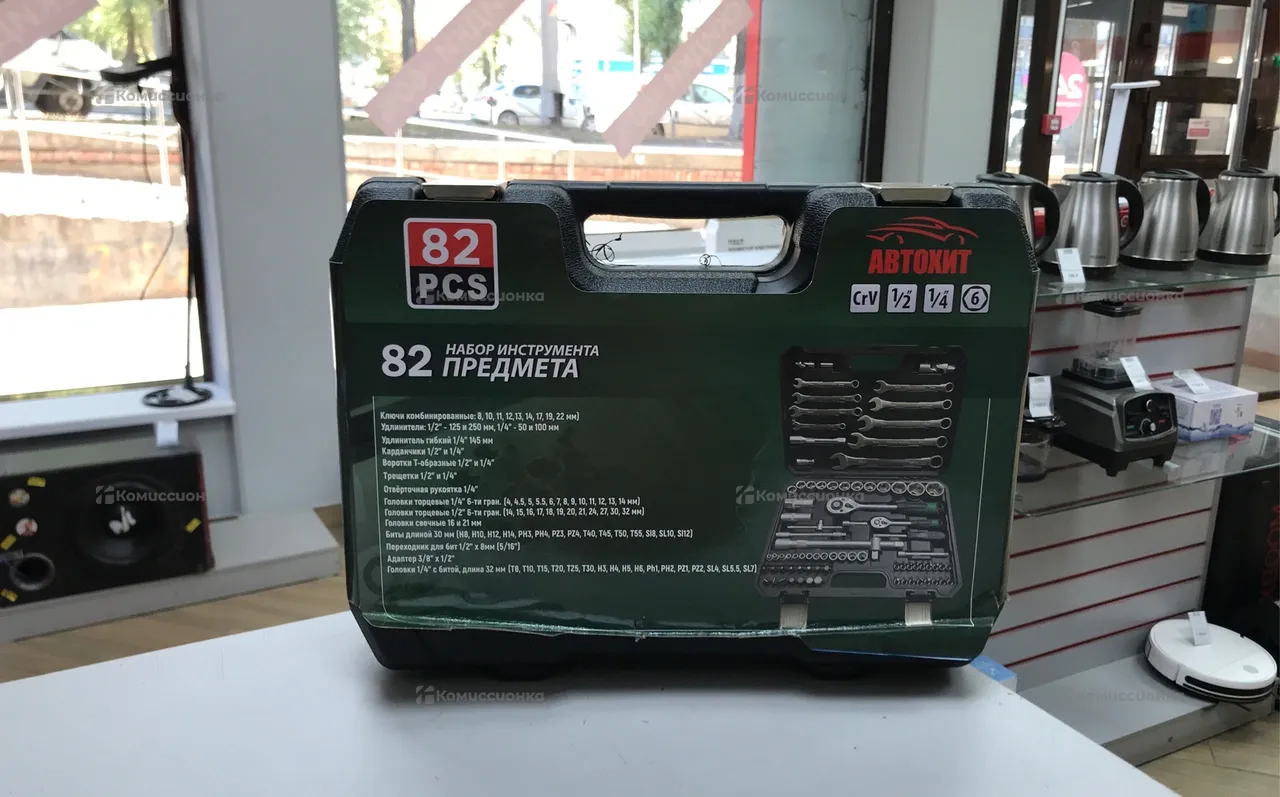 82
PCS
АВТОХИТ
CrV 1/2" 1/4" 6
82 НАБОР ИНСТРУМЕНТА
ПРЕДМЕТА
Ключи комбинированные: 8, 10, 11, 12,13, 14, 17, 19, 22 мм)
Удлинители: 1/2" - 125 и 250 мм, 1/4" - 50 и 100 мм
Удлинитель гибкий 1/4" 145 мм
Карданчики 1/2" и 1/4"
Воротки Т-образные 1/2" и 1/4"
Трещетки 1/2" и 1/4"
Отвёрточная рукоятка 1/4"
Головки торцевые 1/4" 6-ти гран. (4, 4.5, 5, 5.5, 6, 7, 8, 9, 10, 11, 12, 13, 14 мм)
Головки торцевые 1/2" 6-ти гран. (14, 15, 16, 17, 18, 19, 20, 21, 24, 27, 30, 32 мм)
Головки свечные 16 и 21 мм
Биты длиной 30 мм (H8, H10, H12, H14, PH3, PH4, PZ3, PZ4, T40, T45, T50, T55, Sl8, SL10, Sl12)
Переходник для бит 1/2" x 8мм (5/16")
Адаптер 3/8" x 1/2"
Головки 1/4" с битой, длина 32 мм (T8, T10, T15, T20, T25, T30, H3, H4, H5, H6, Ph1, PH2, PZ1, PZ2, SL4, SL5.5, SL7)
Комиссионка
Комиссионка
Комиссионка
Комиссионка
Комиссионка
Комиссионка
Комиссионка